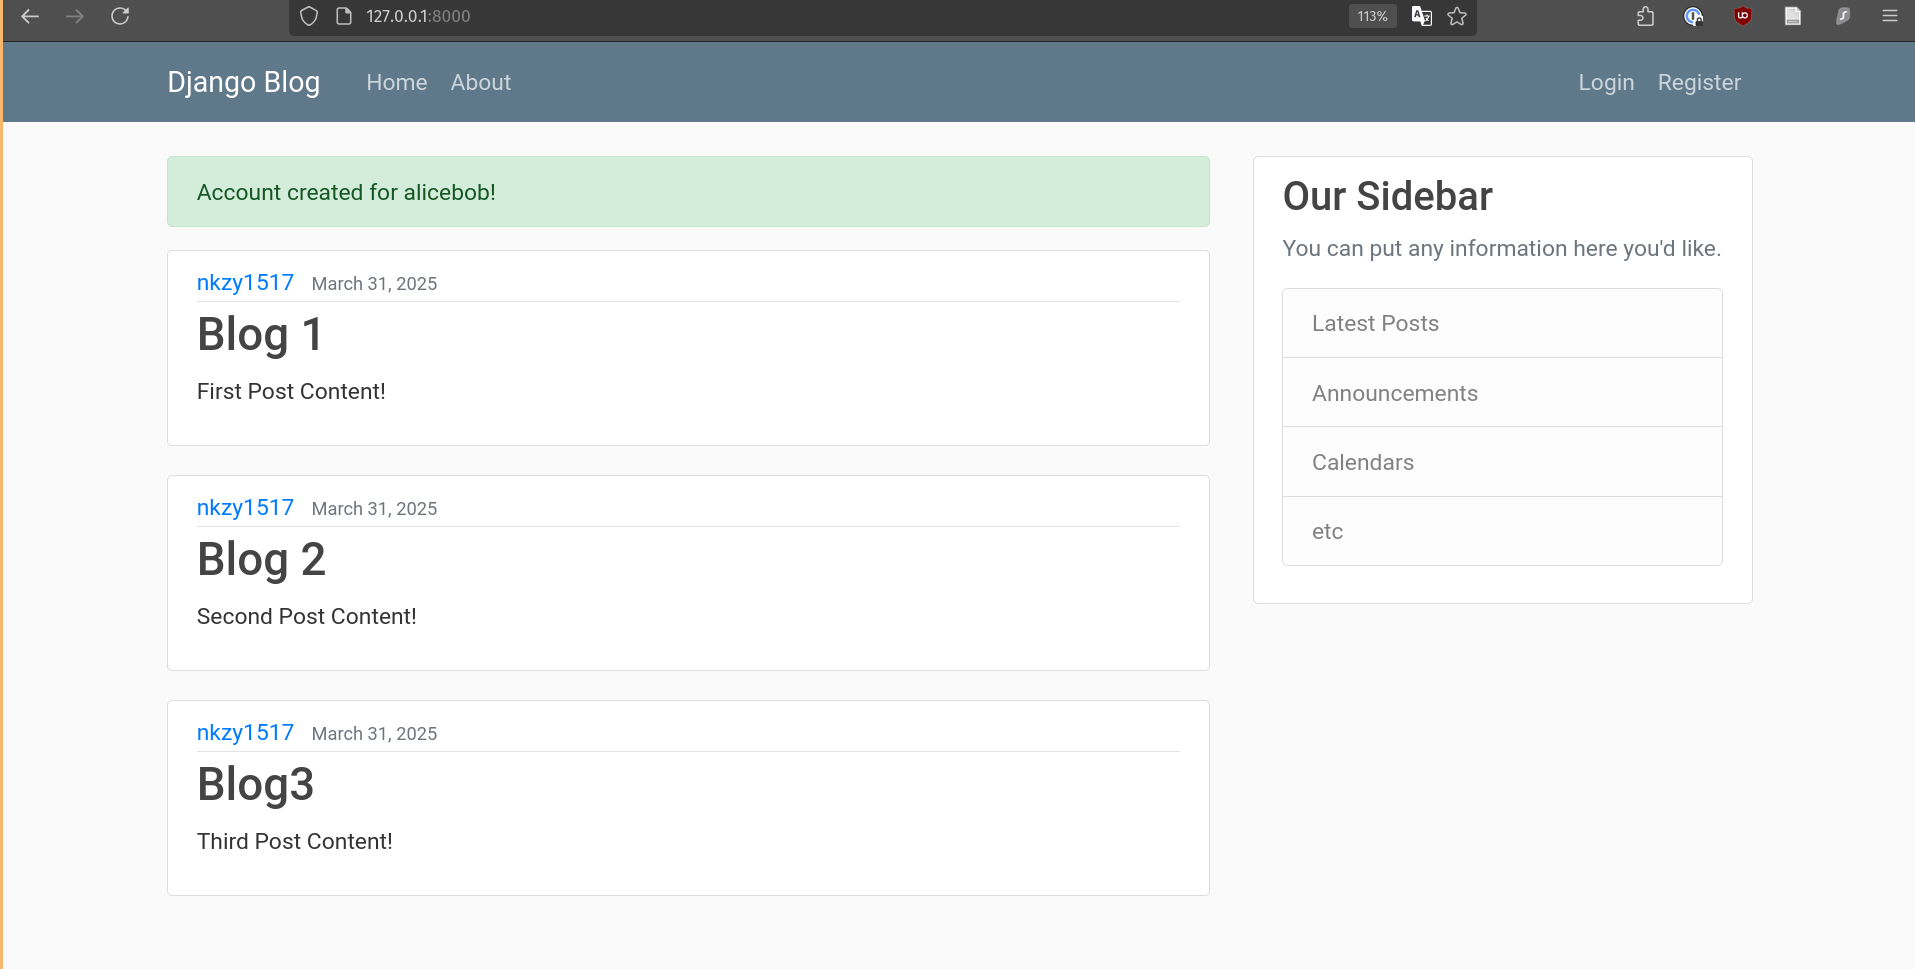 127.0.0.1:8000
113%
Django Blog Home About Login Register
Account created for alicebob!
nkzy1517 March 31, 2025
Blog 1
First Post Content!
nkzy1517 March 31, 2025
Blog 2
Second Post Content!
nkzy1517 March 31, 2025
Blog3
Third Post Content!
Our Sidebar
You can put any information here you'd like.
Latest Posts
Announcements
Calendars
etc